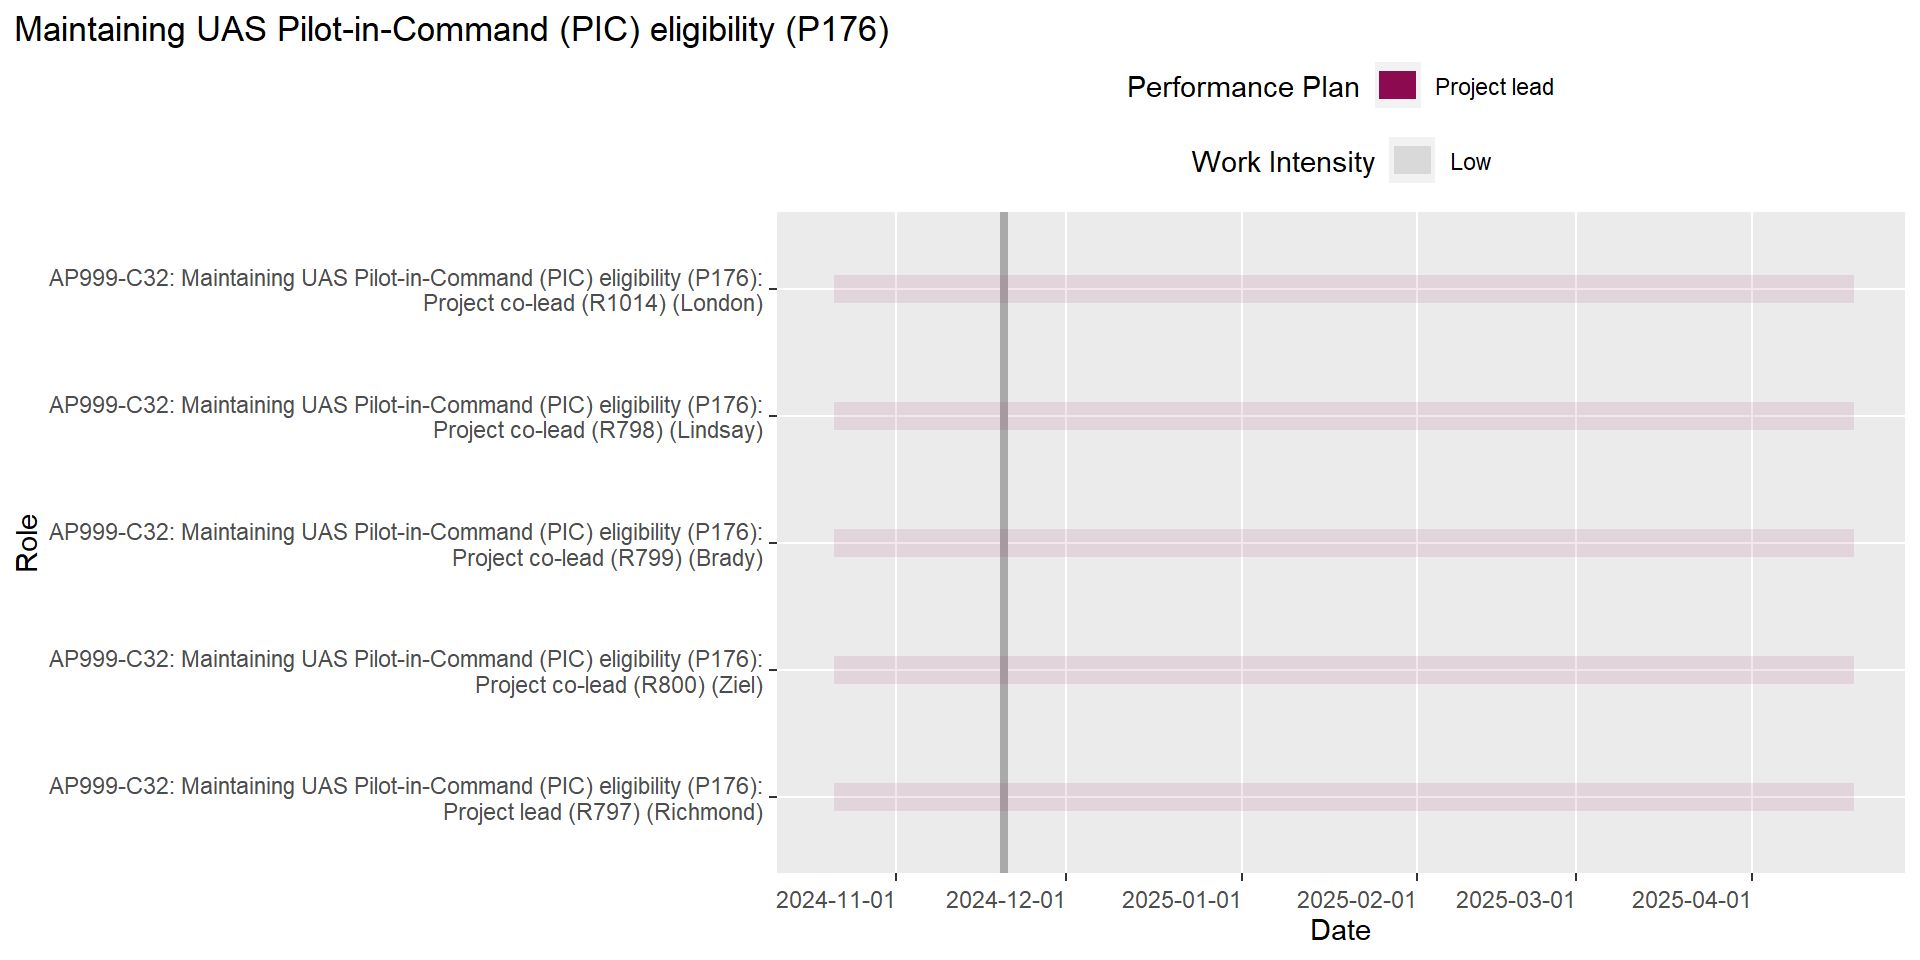 Maintaining UAS Pilot-in-Command (PIC) eligibility (P176)
Performance Plan
Project lead
Work Intensity
Low
Role
AP999-C32: Maintaining UAS Pilot-in-Command (PIC) eligibility (P176):
Project co-lead (R1014) (London)
AP999-C32: Maintaining UAS Pilot-in-Command (PIC) eligibility (P176):
Project co-lead (R798) (Lindsay)
AP999-C32: Maintaining UAS Pilot-in-Command (PIC) eligibility (P176):
Project co-lead (R799) (Brady)
AP999-C32: Maintaining UAS Pilot-in-Command (PIC) eligibility (P176):
Project co-lead (R800) (Ziel)
AP999-C32: Maintaining UAS Pilot-in-Command (PIC) eligibility (P176):
Project lead (R797) (Richmond)
2024-11-01 2024-12-01 2025-01-01 2025-02-01 2025-03-01 2025-04-01
Date